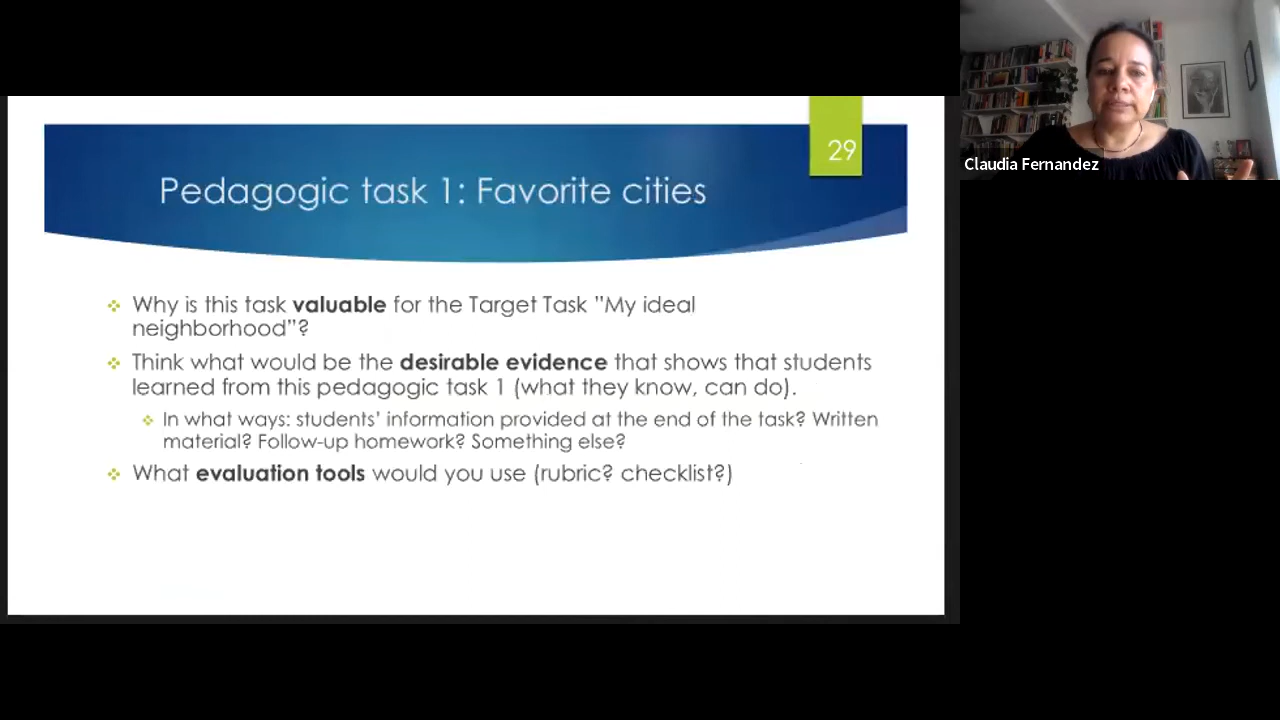 29
Pedagogic task 1: Favorite cities
Why is this task valuable for the Target Task ”My ideal
neighborhood”?
Think what would be the desirable evidence that shows that students
learned from this pedagogic task 1 (what they know, can do).
In what ways: students’ information provided at the end of the task? Written
material? Follow-up homework? Something else?
What evaluation tools would you use (rubric? checklist?)
Claudia Fernandez